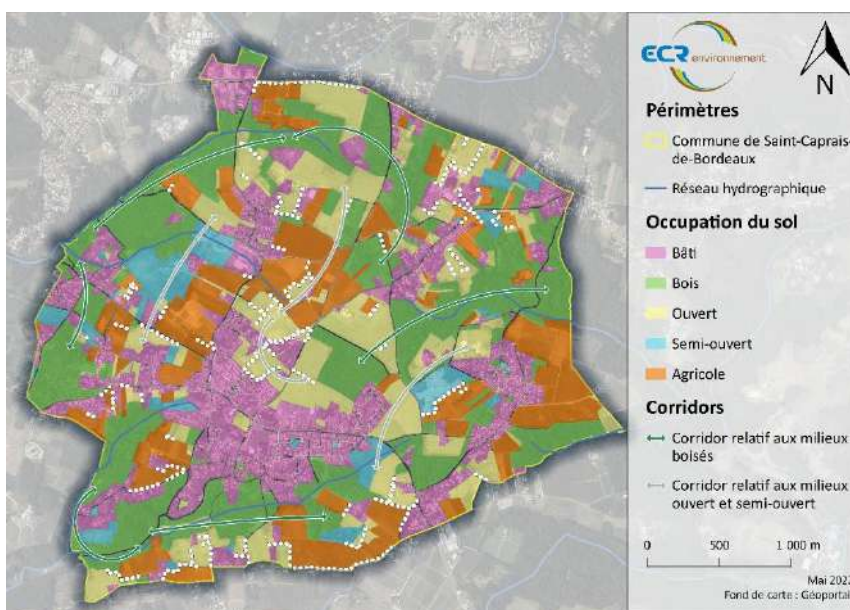 ECR environnement
N
Périmètres
Commune de Saint-Caprais-
de-Bordeaux
Réseau hydrographique
Occupation du sol
Bâti
Bois
Ouvert
Semi-ouvert
Agricole
Corridors
Corridor relatif aux milieux
boisés
Corridor relatif aux milieux
ouvert et semi-ouvert
0 500 1 000 m
Mai 2022
Fond de carte : Géoportail